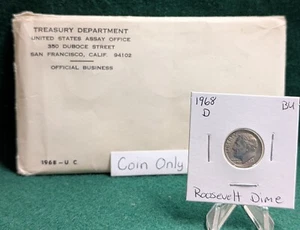 TREASURY DEPARTMENT
UNITED STATES ASSAY OFFICE
350 DUBOCE STREET
SAN FRANCISCO, CALIF. 94102
OFFICIAL BUSINESS
1968 - U C
Coin Only
1968 BU
D
Roosevelt Dime